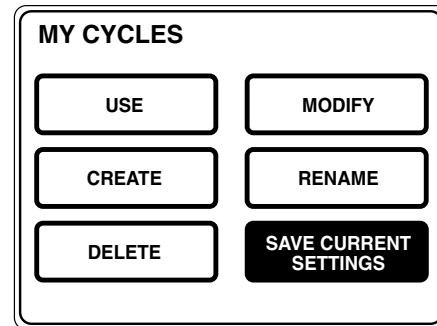 MY CYCLES
USE
MODIFY
CREATE
RENAME
DELETE
SAVE CURRENT
SETTINGS